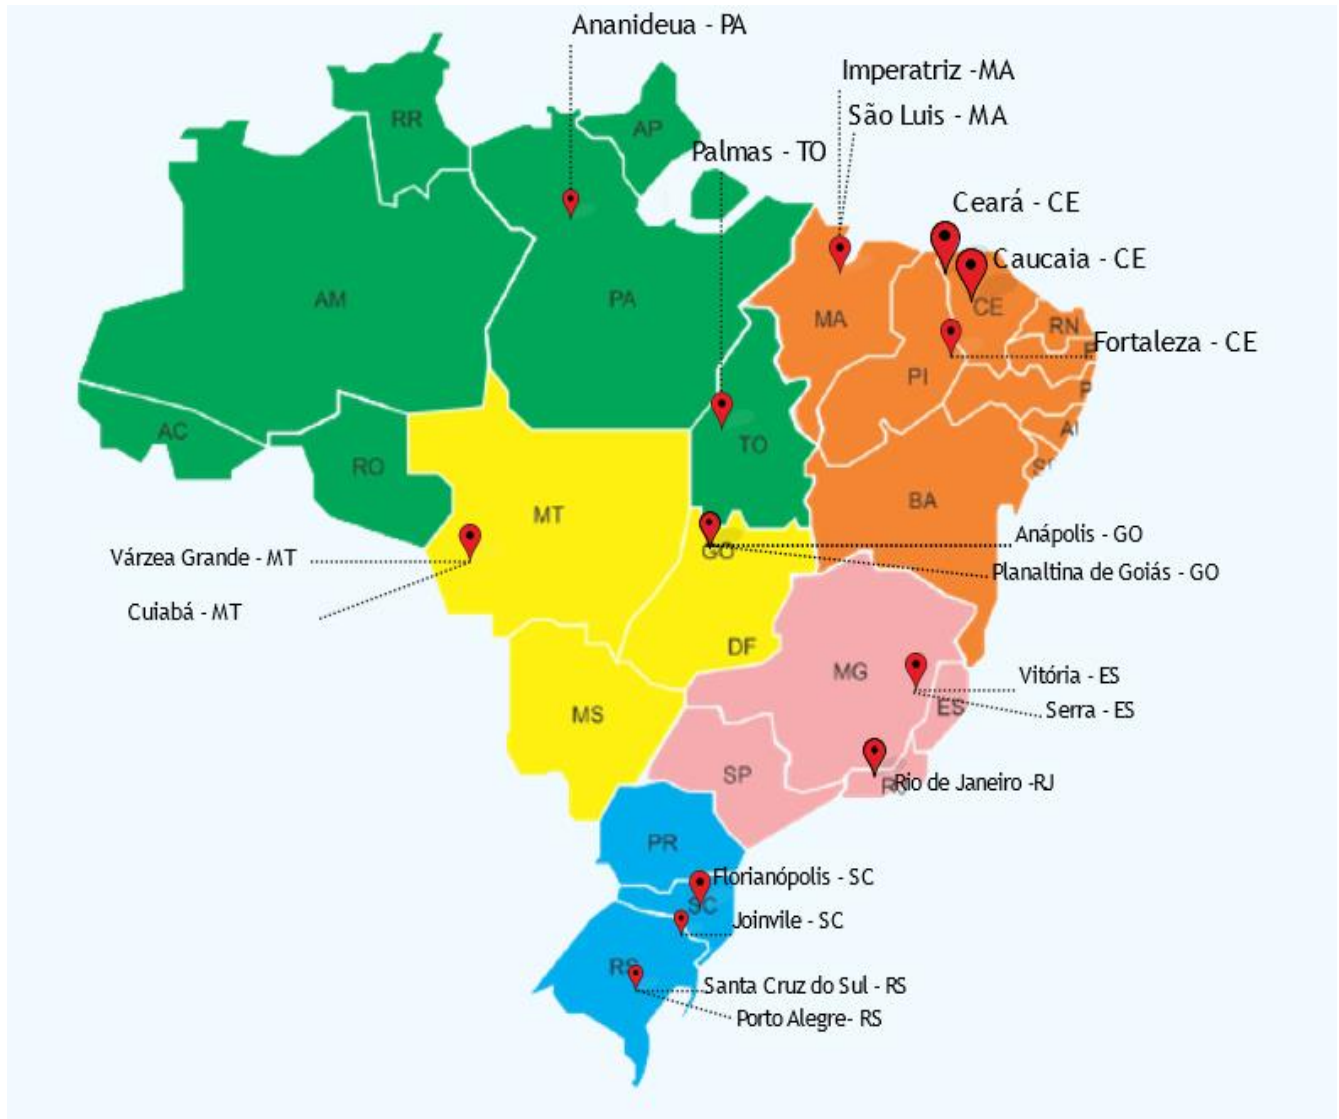 Ananideua - PA
Imperatriz -MA
São Luis - MA
RR
AP
Palmas - TO
Ceará - CE
Caucaia - CE
AM
PA
MA
CE
RN
Fortaleza - CE
PI
AC
RO
TO
BA
MT
GO
Anápolis - GO
Planaltina de Goiás - GO
Várzea Grande - MT
Cuiabá - MT
DF
MG
Vitória - ES
Serra - ES
ES
MS
SP
Rio de Janeiro -RJ
PR
Florianópolis - SC
SC
Joinvile - SC
RS
Santa Cruz do Sul - RS
Porto Alegre- RS